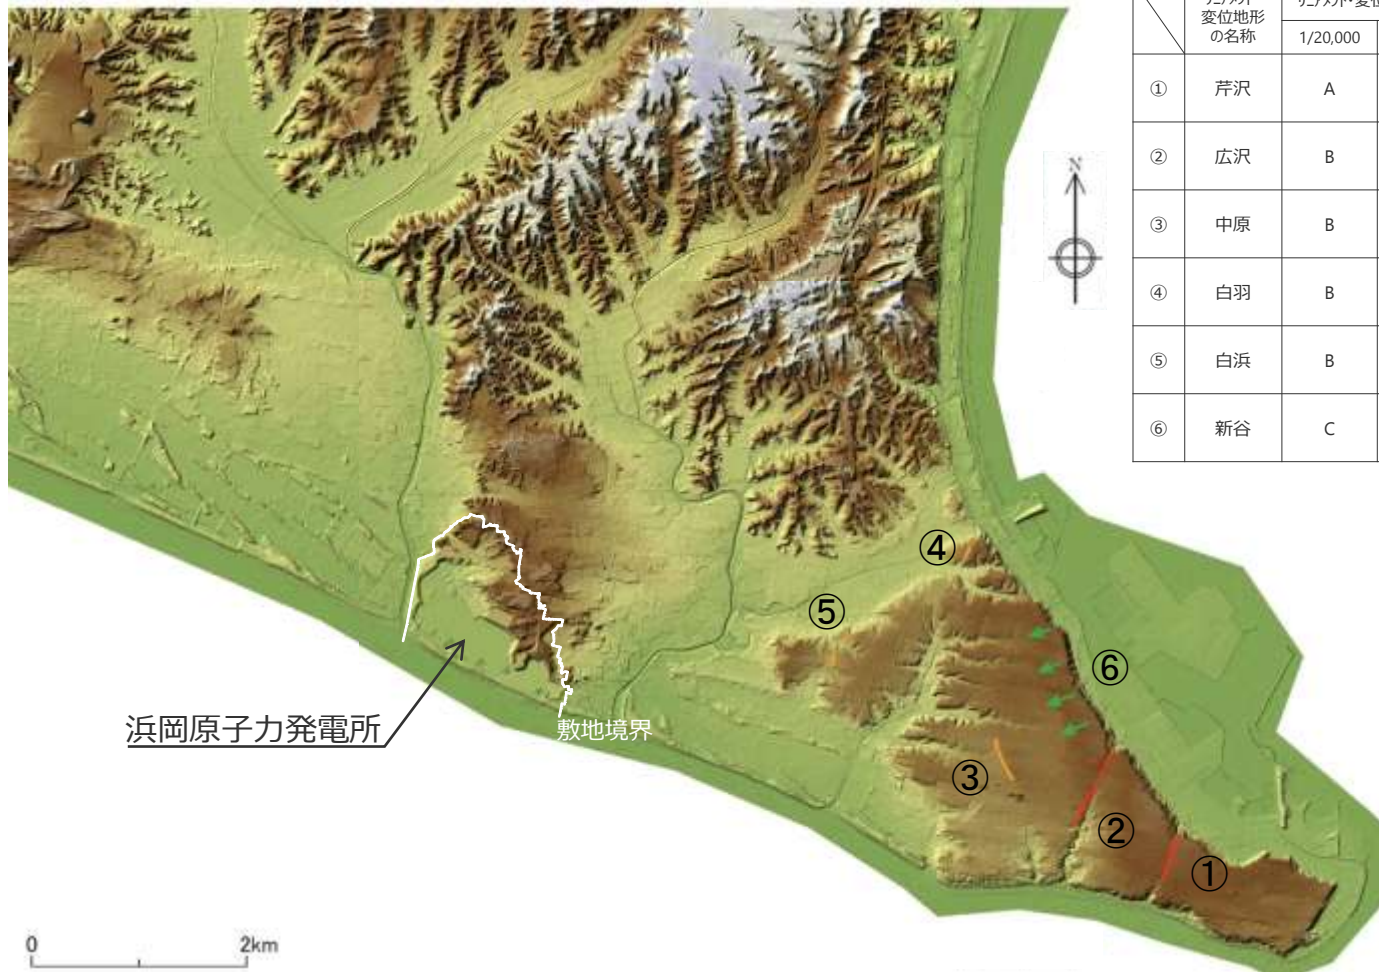 変位地形
の名称
1/20,000
① 芹沢 A
② 広沢 B
③ 中原 B
④ 白羽 B
⑤ 白浜 B
⑥ 新谷 C
N
④
⑤
⑥
③
②
①
浜岡原子力発電所
敷地境界
0 2km